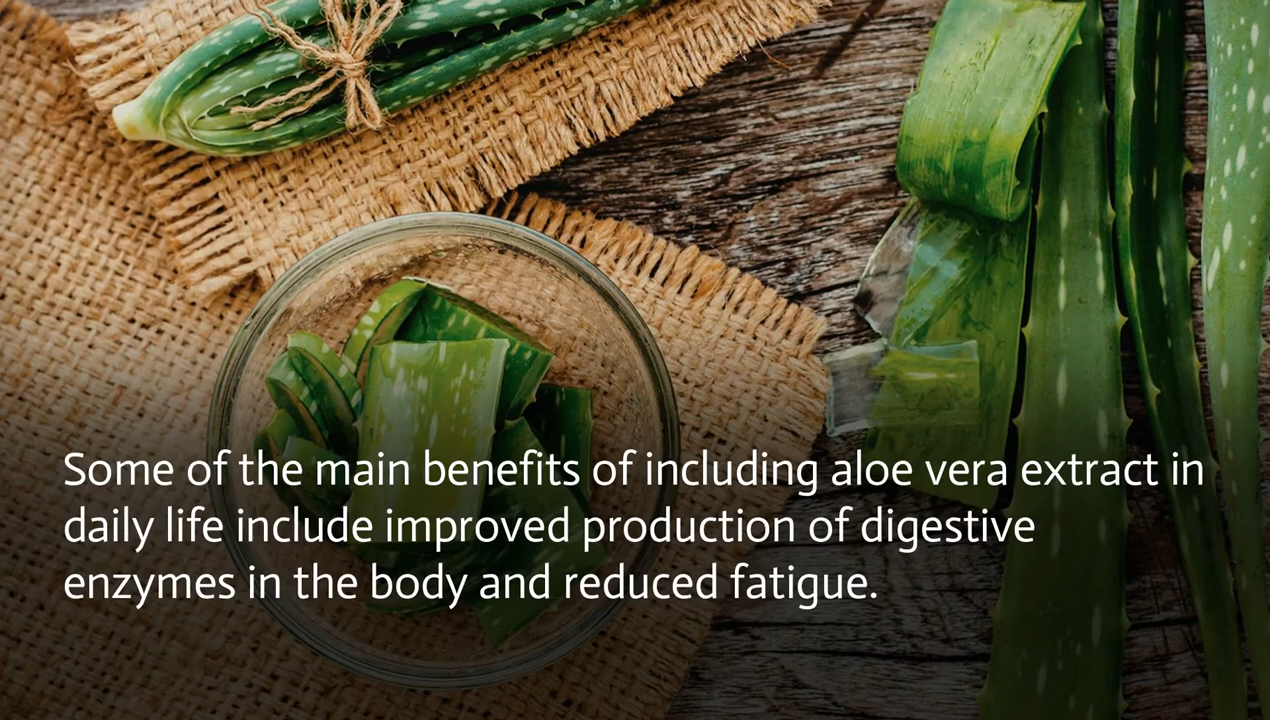 Some of the main benefits of including aloe vera extract in
daily life include improved production of digestive
enzymes in the body and reduced fatigue.